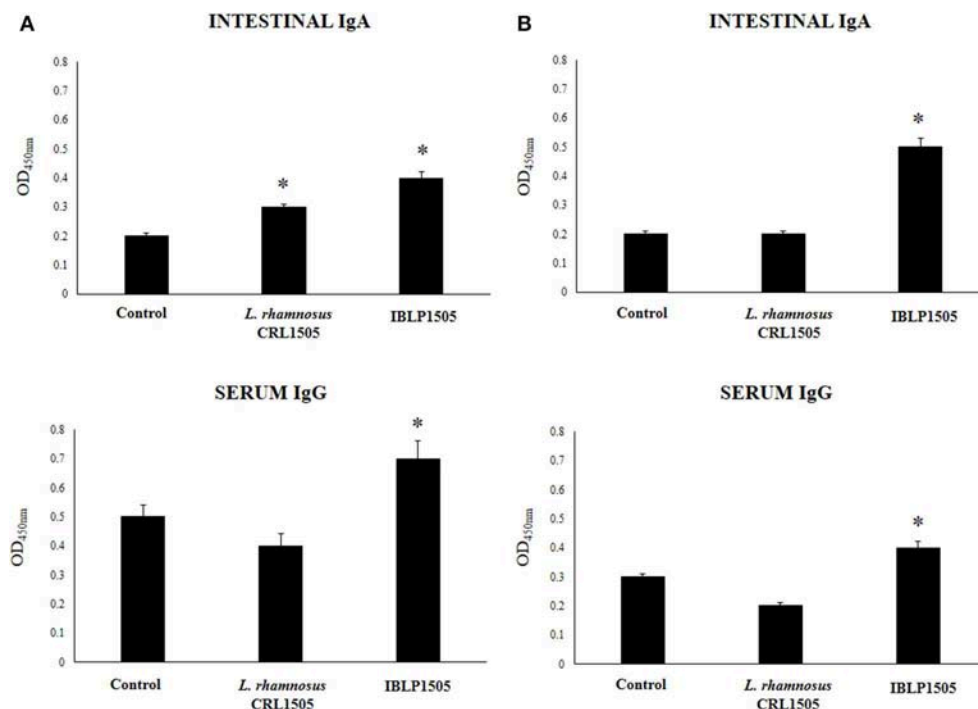 A
INTESTINAL IgA
OD450nm
0.8
0.7
0.6
0.5
0.4
0.3
0.2
0.1
0
*
*
Control
L. rhamnosus
CRL1505
IBLP1505
SERUM IgG
OD450nm
0.8
0.7
0.6
0.5
0.4
0.3
0.2
0.1
0
*
Control
L. rhamnosus
CRL1505
IBLP1505
B
INTESTINAL IgA
OD450nm
0.8
0.7
0.6
0.5
0.4
0.3
0.2
0.1
0
*
Control
L. rhamnosus
CRL1505
IBLP1505
SERUM IgG
OD450nm
0.8
0.7
0.6
0.5
0.4
0.3
0.2
0.1
0
*
Control
L. rhamnosus
CRL1505
IBLP1505